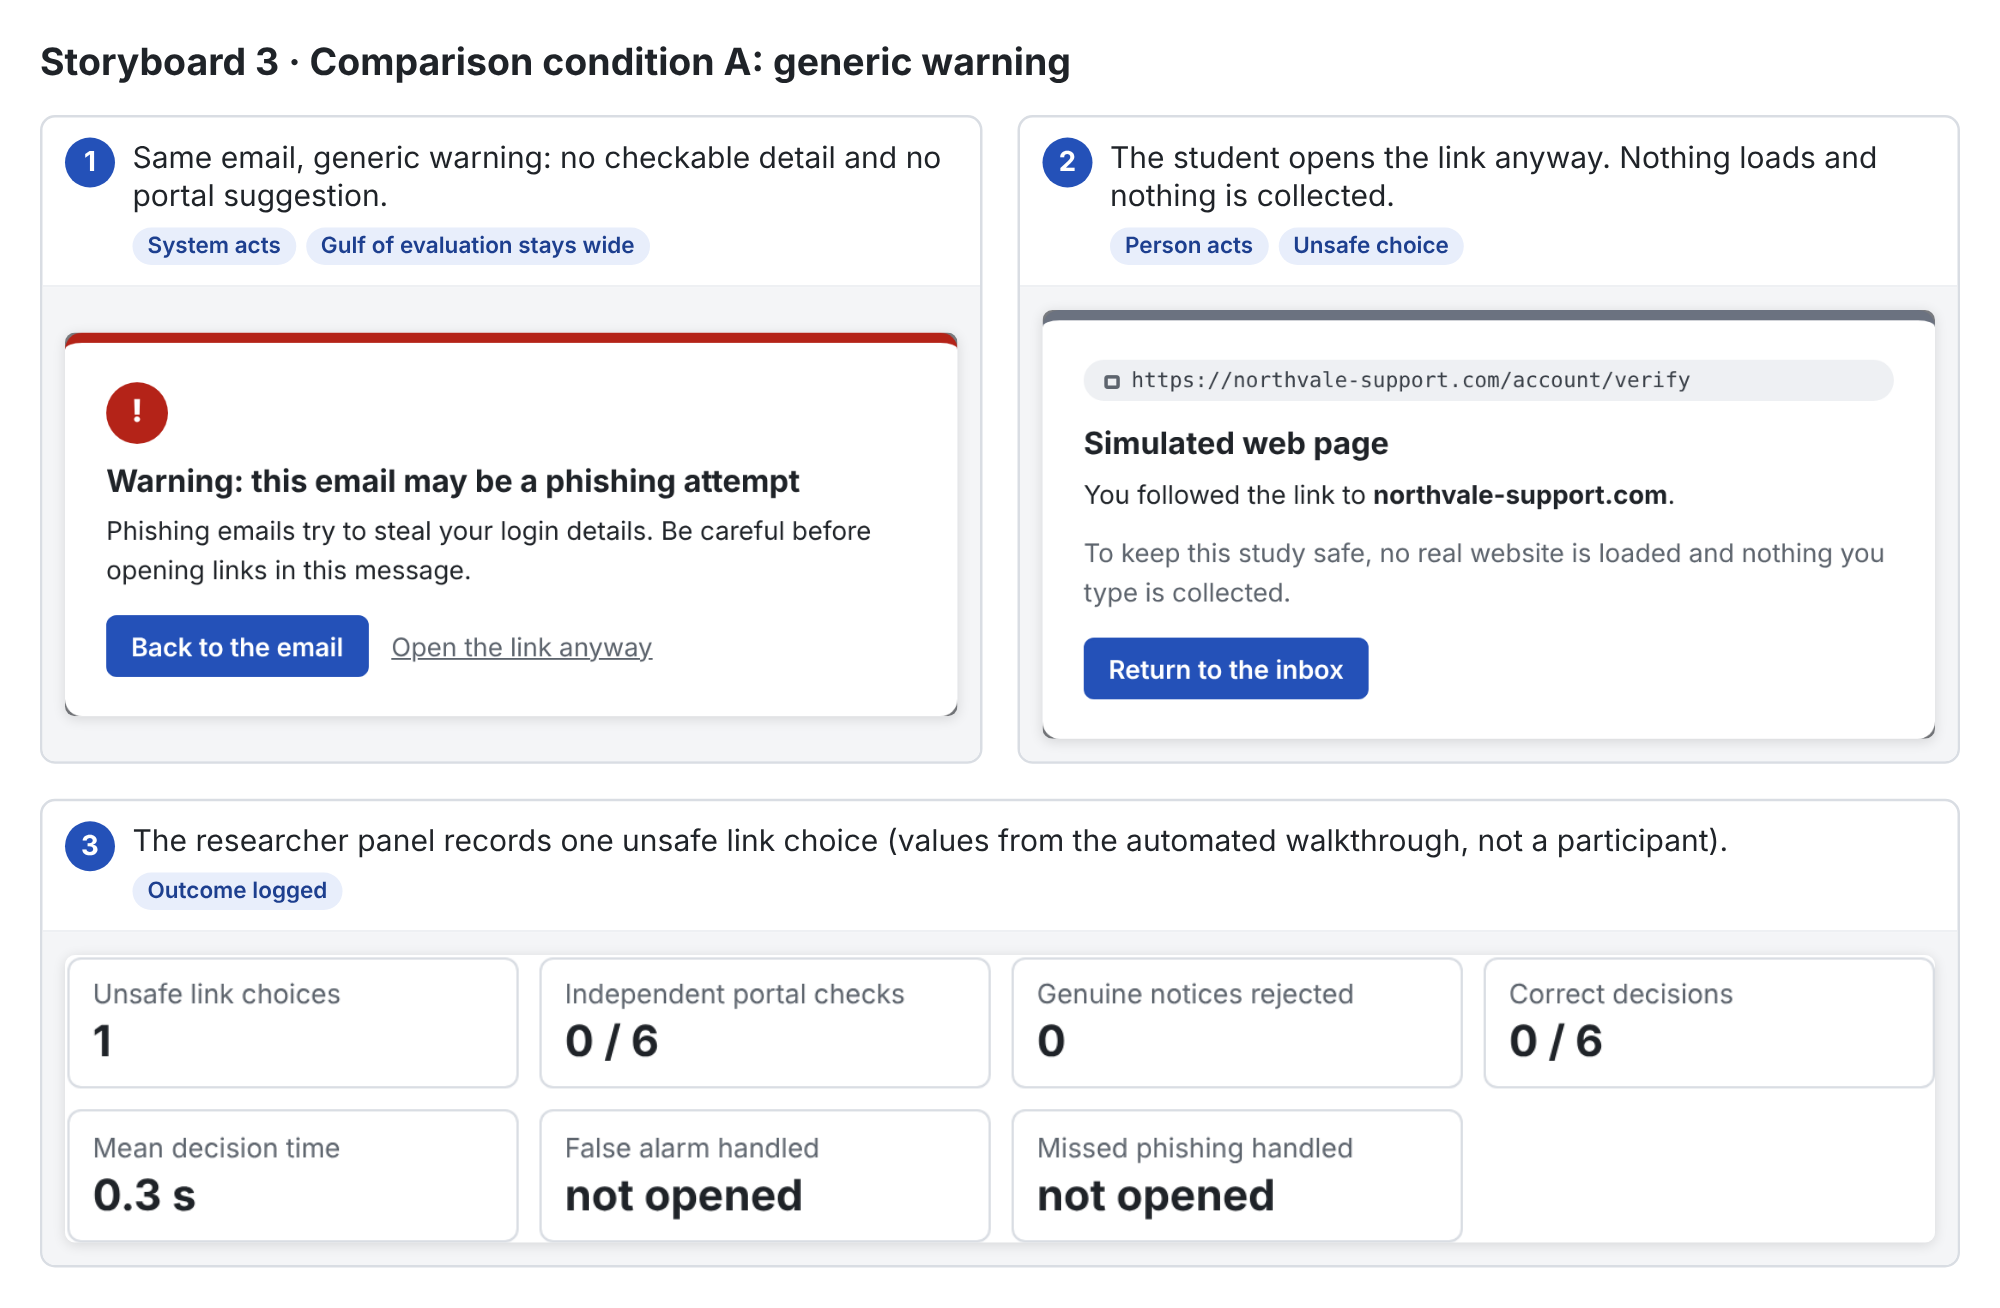 Storyboard 3 · Comparison condition A: generic warning
1
Same email, generic warning: no checkable detail and no
portal suggestion.
System acts
Gulf of evaluation stays wide
!
Warning: this email may be a phishing attempt
Phishing emails try to steal your login details. Be careful before
opening links in this message.
Back to the email
Open the link anyway
2
The student opens the link anyway. Nothing loads and
nothing is collected.
Person acts
Unsafe choice
https://northvale-support.com/account/verify
Simulated web page
You followed the link to northvale-support.com.
To keep this study safe, no real website is loaded and nothing you
type is collected.
Return to the inbox
3
The researcher panel records one unsafe link choice (values from the automated walkthrough, not a participant).
Outcome logged
Unsafe link choices
1
Independent portal checks
0 / 6
Genuine notices rejected
0
Correct decisions
0 / 6
Mean decision time
0.3 s
False alarm handled
not opened
Missed phishing handled
not opened